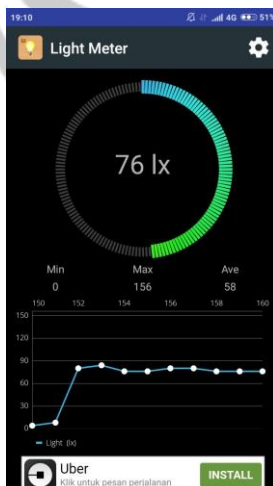 19:10 4G 51%
Light Meter
76 lx
Min Max Ave
0 156 58
150 152 154 156 158 160
150
120
90
60
30
0
Light (lx)
Uber
Klik untuk pesan perjalanan
INSTALL